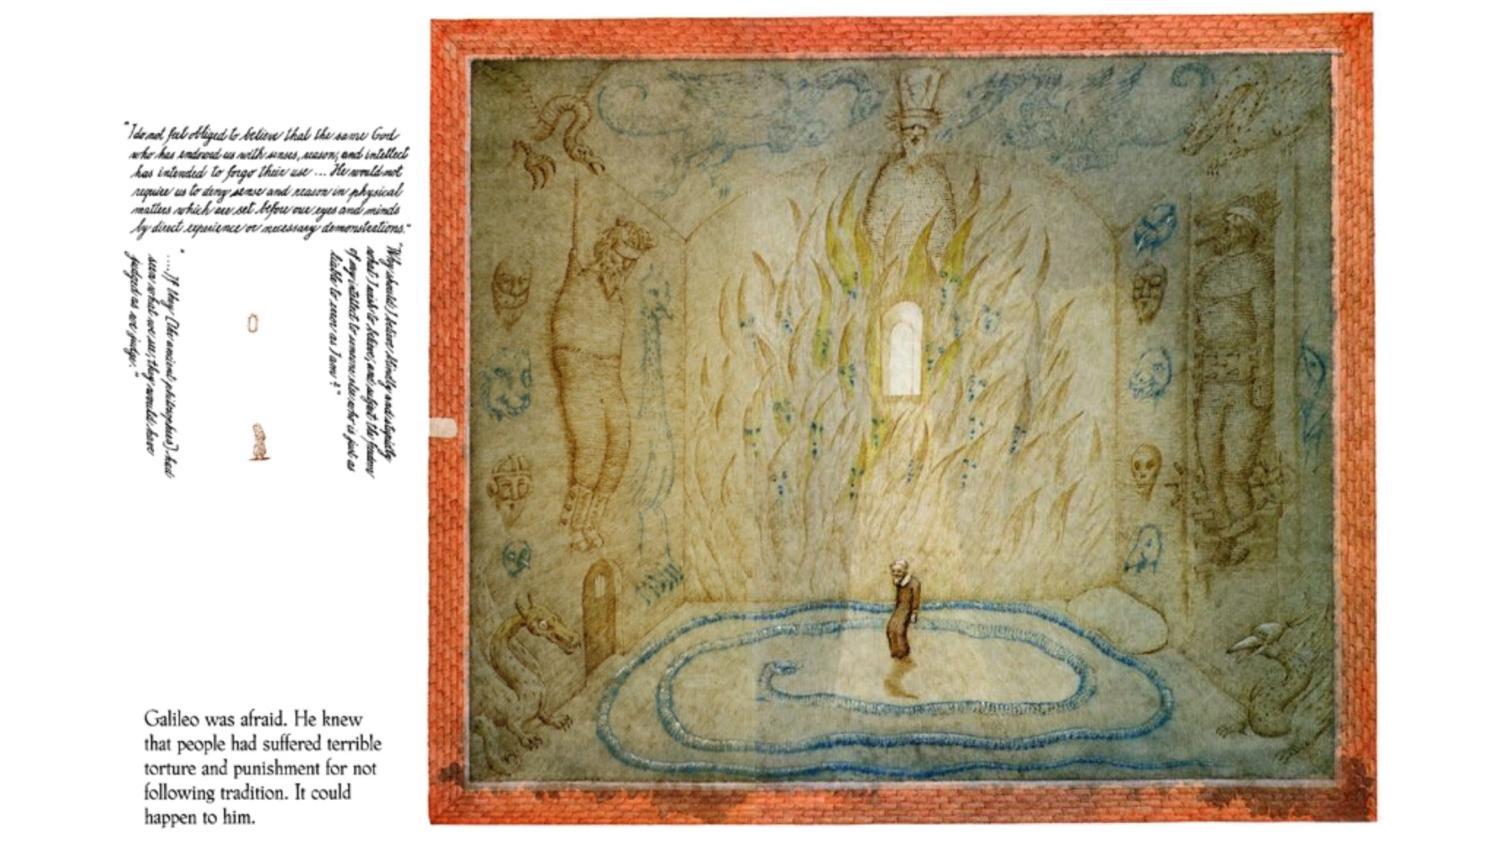 "I do not feel obliged to believe that the same God
who has endowed us with senses, reason, and intellect
has intended to forgo their use ... He would not
require us to deny sense and reason in physical
matters which are set before our eyes and minds
by direct experience or necessary demonstrations."
"Why should I believe blindly and stupidly
what I wish to believe, and subject the freedom
of my intellect to someone else who is just as
liable to error as I am?"
"....If they (the ancient philosophers) had
seen what we see, they would have
judged as we judge."
Galileo was afraid. He knew
that people had suffered terrible
torture and punishment for not
following tradition. It could
happen to him.